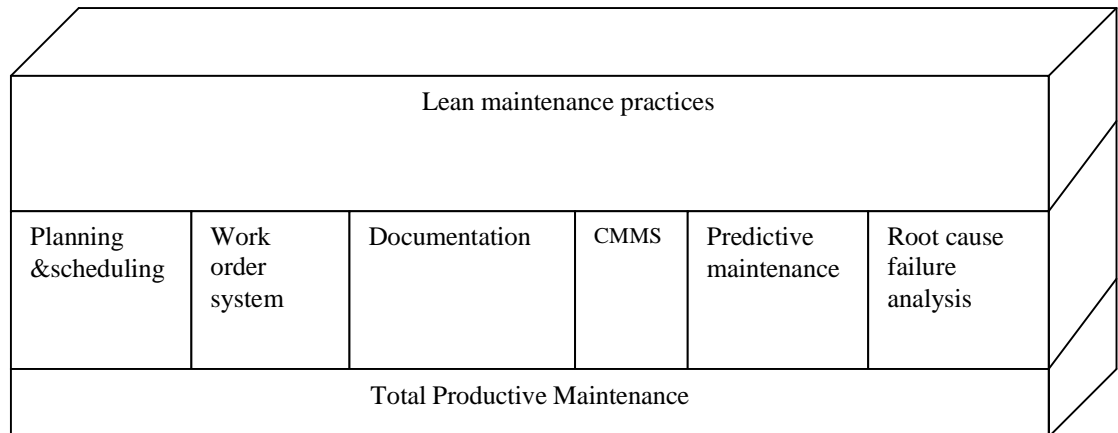 Lean maintenance practices
Planning
&scheduling
Work
order
system
Documentation
CMMS
Predictive
maintenance
Root cause
failure
analysis
Total Productive Maintenance